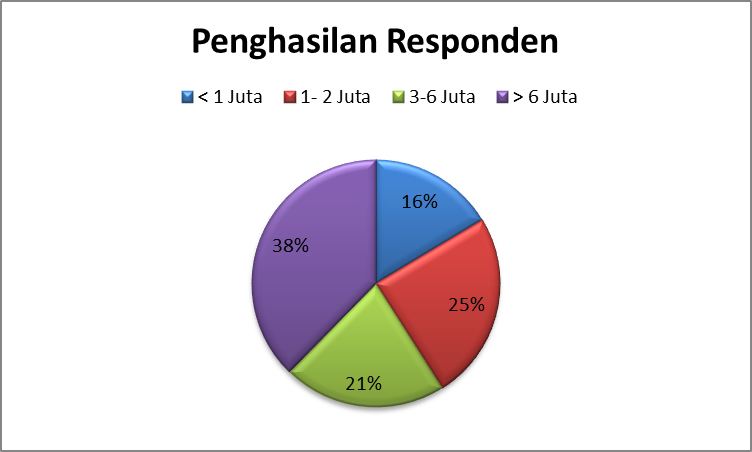 Penghasilan Responden
< 1 Juta 1- 2 Juta 3-6 Juta > 6 Juta
16%
38%
25%
21%